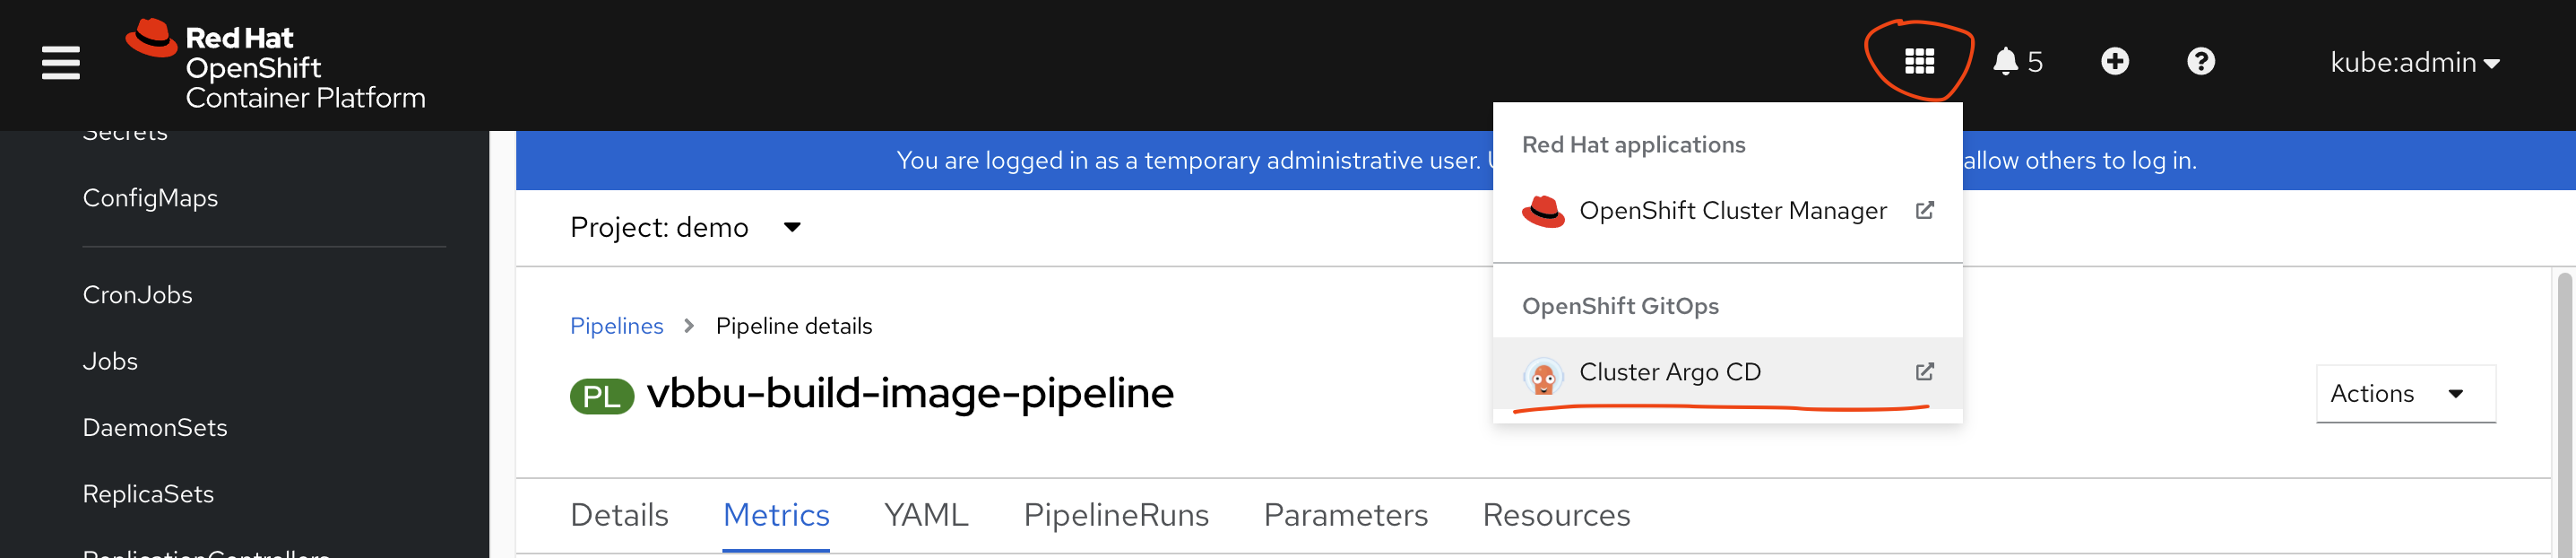 Red Hat
OpenShift
Container Platform
5
kube:admin
Secrets
ConfigMaps
CronJobs
Jobs
DaemonSets
ReplicaSets
ReplicationControllers
You are logged in as a temporary administrative user.
allow others to log in.
Red Hat applications
OpenShift Cluster Manager
OpenShift GitOps
Cluster Argo CD
Project: demo
Pipelines > Pipeline details
PL vbbu-build-image-pipeline
Actions
Details Metrics YAML PipelineRuns Parameters Resources